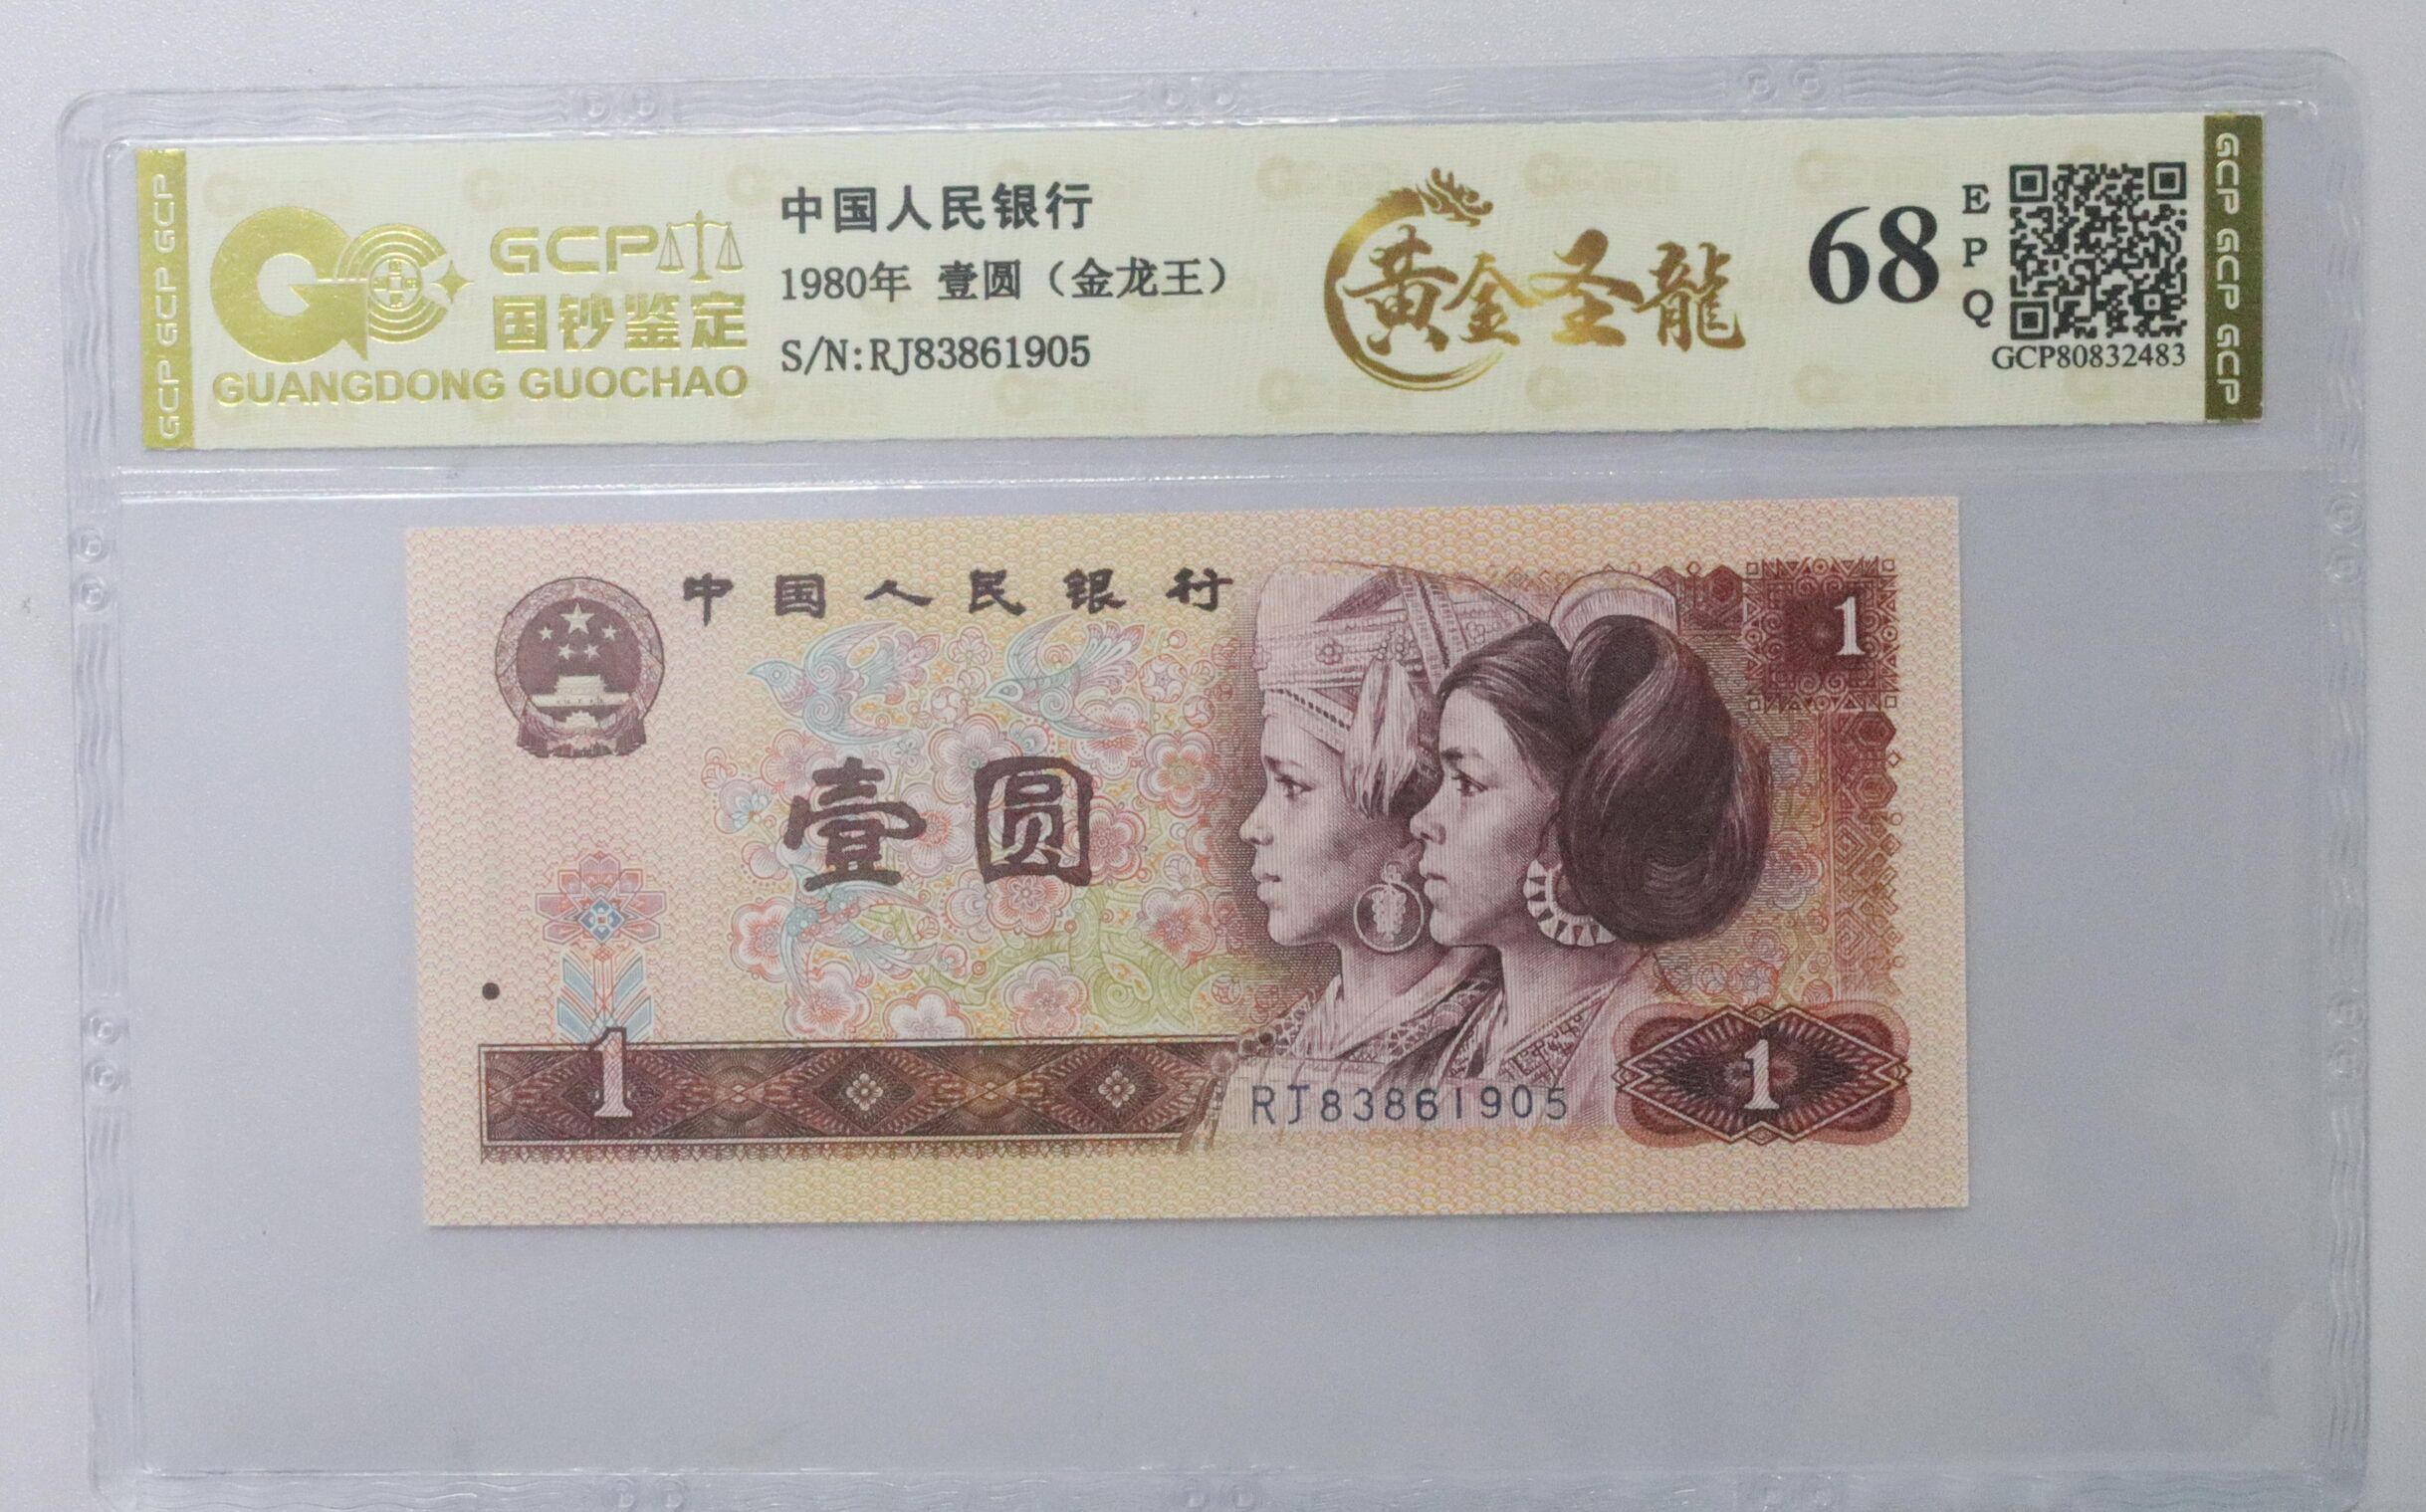 GCP GCP GCP
GCP
国钞鉴定
GUANGDONG GUOCHAO
中国人民银行
1980年 壹圆（金龙王）
S/N:RJ83861905
黄金圣龍
68
EPQ
GCP80832483
GCP GCP GCP
中国人民银行
1
壹圆
1
RJ83861905
1